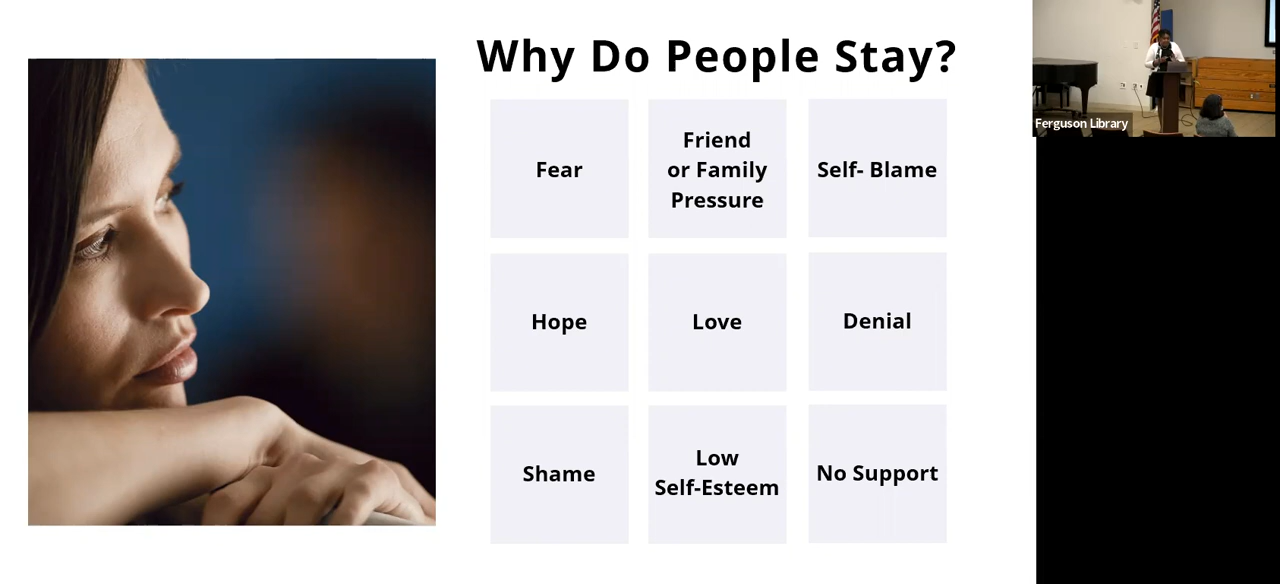 Why Do People Stay?
Fear
Friend
or Family
Pressure
Self- Blame
Hope
Love
Denial
Shame
Low
Self-Esteem
No Support
Ferguson Library